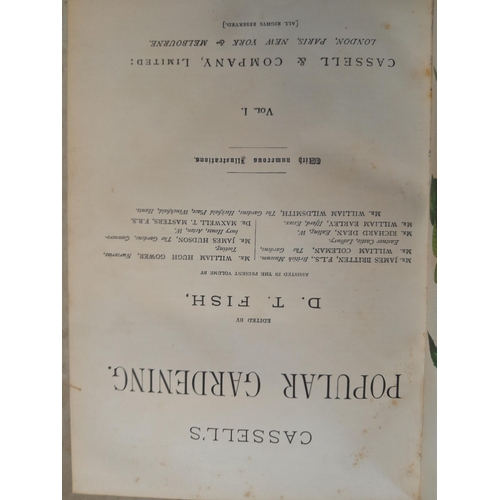 CASSELL'S
POPULAR GARDENING.
EDITED BY
D. T. FISH,
ASSISTED IN THE PRESENT VOLUME BY
MR. JAMES BRITTEN, F.L.S., British Museum.
MR. WILLIAM COLEMAN, The Gardens,
Eastnor Castle, Ledbury.
MR. RICHARD DEAN, Ealing, W.
MR. WILLIAM EARLEY, Ilford, Essex.
MR. WILLIAM HUGH GOWER, Nurseries,
Tooting.
MR. JAMES HUDSON, The Gardens, Gunners-
bury House, Acton, W.
DR. MAXWELL T. MASTERS, F.R.S.
MR. WILLIAM WILDSMITH, The Gardens, Heckfield Place, Winchfield, Hants.
With numerous Illustrations.
VOL. I.
CASSELL & COMPANY, LIMITED:
LONDON, PARIS, NEW YORK & MELBOURNE.
[ALL RIGHTS RESERVED.]